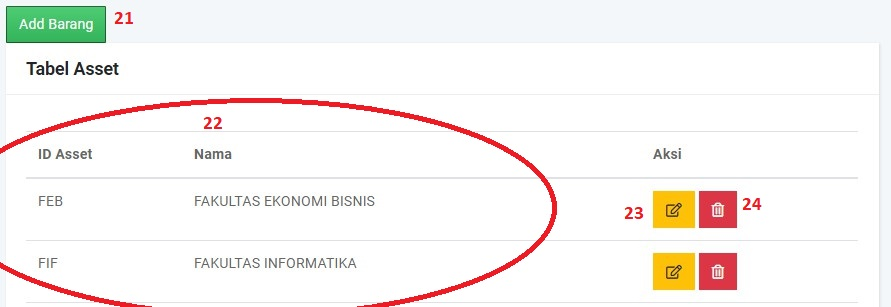 Add Barang 21
Tabel Asset
22
ID Asset Nama Aksi
FEB FAKULTAS EKONOMI BISNIS 23 24
FIF FAKULTAS INFORMATIKA